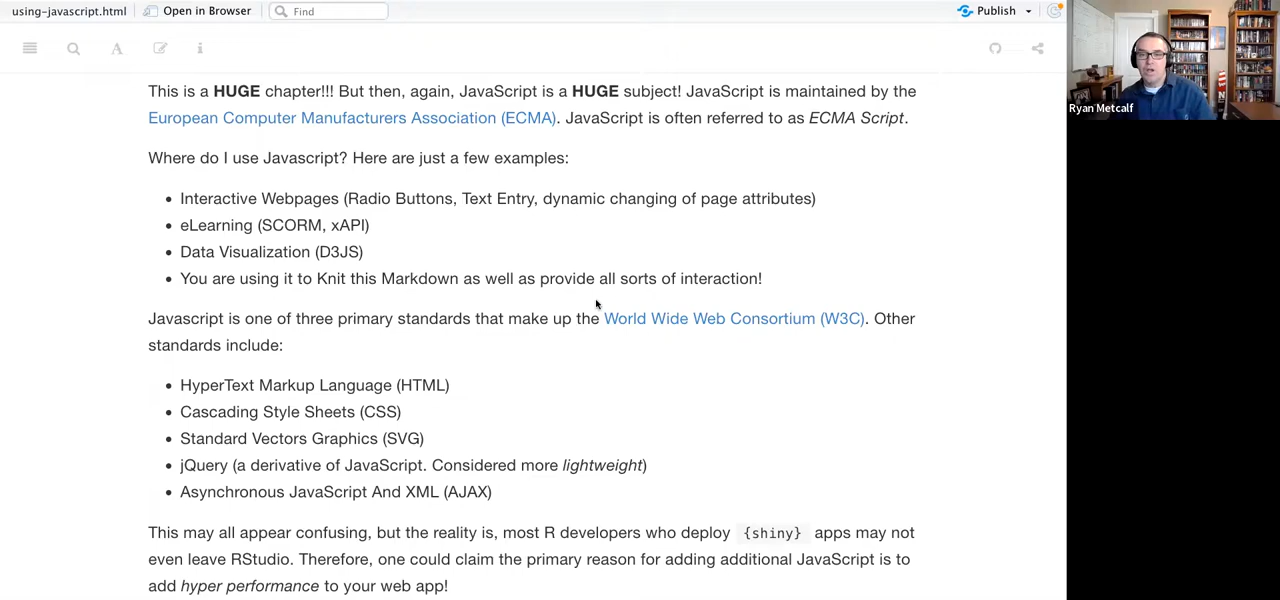 using-javascript.html Open in Browser Find Publish
This is a HUGE chapter!!! But then, again, JavaScript is a HUGE subject! JavaScript is maintained by the
European Computer Manufacturers Association (ECMA). JavaScript is often referred to as ECMA Script.
Where do I use Javascript? Here are just a few examples:
• Interactive Webpages (Radio Buttons, Text Entry, dynamic changing of page attributes)
• eLearning (SCORM, xAPI)
• Data Visualization (D3JS)
• You are using it to Knit this Markdown as well as provide all sorts of interaction!
Javascript is one of three primary standards that make up the World Wide Web Consortium (W3C). Other
standards include:
• HyperText Markup Language (HTML)
• Cascading Style Sheets (CSS)
• Standard Vectors Graphics (SVG)
• jQuery (a derivative of JavaScript. Considered more lightweight)
• Asynchronous JavaScript And XML (AJAX)
This may all appear confusing, but the reality is, most R developers who deploy {shiny} apps may not
even leave RStudio. Therefore, one could claim the primary reason for adding additional JavaScript is to
add hyper performance to your web app!
Ryan Metcalf